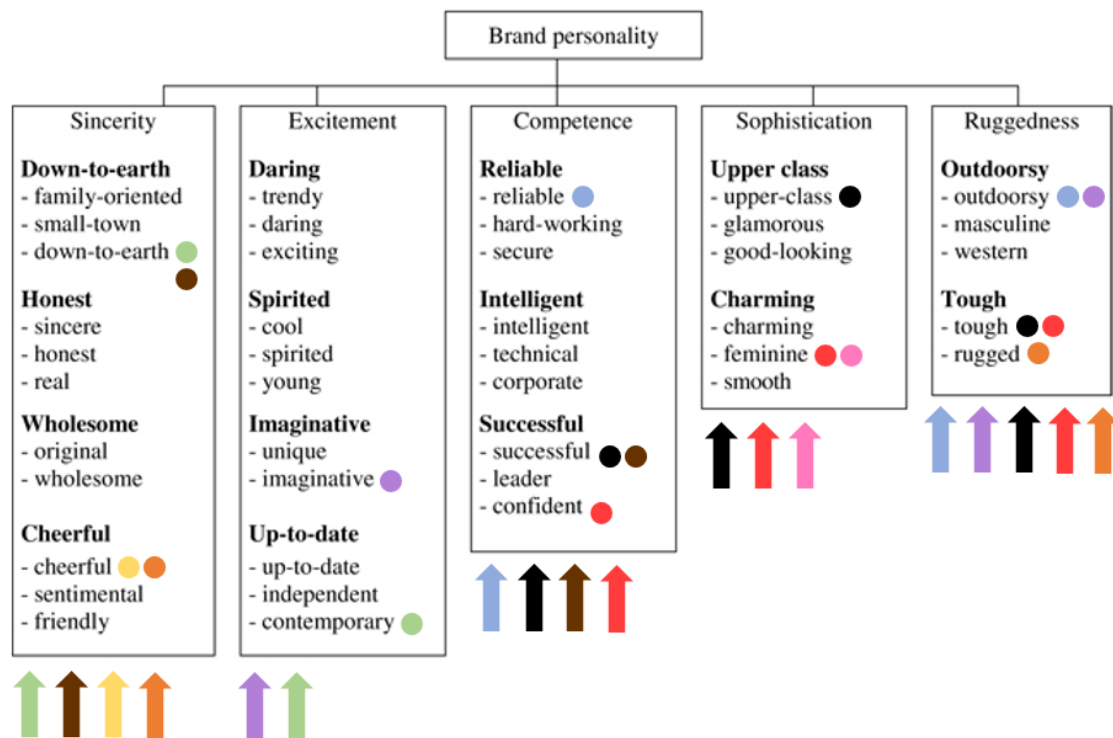 Brand personality
Sincerity
Down-to-earth
- family-oriented
- small-town
- down-to-earth
Honest
- sincere
- honest
- real
Wholesome
- original
- wholesome
Cheerful
- cheerful
- sentimental
- friendly
Excitement
Daring
- trendy
- daring
- exciting
Spirited
- cool
- spirited
- young
Imaginative
- unique
- imaginative
Up-to-date
- up-to-date
- independent
- contemporary
Competence
Reliable
- reliable
- hard-working
- secure
Intelligent
- intelligent
- technical
- corporate
Successful
- successful
- leader
- confident
Sophistication
Upper class
- upper-class
- glamorous
- good-looking
Charming
- charming
- feminine
- smooth
Ruggedness
Outdoorsy
- outdoorsy
- masculine
- western
Tough
- tough
- rugged